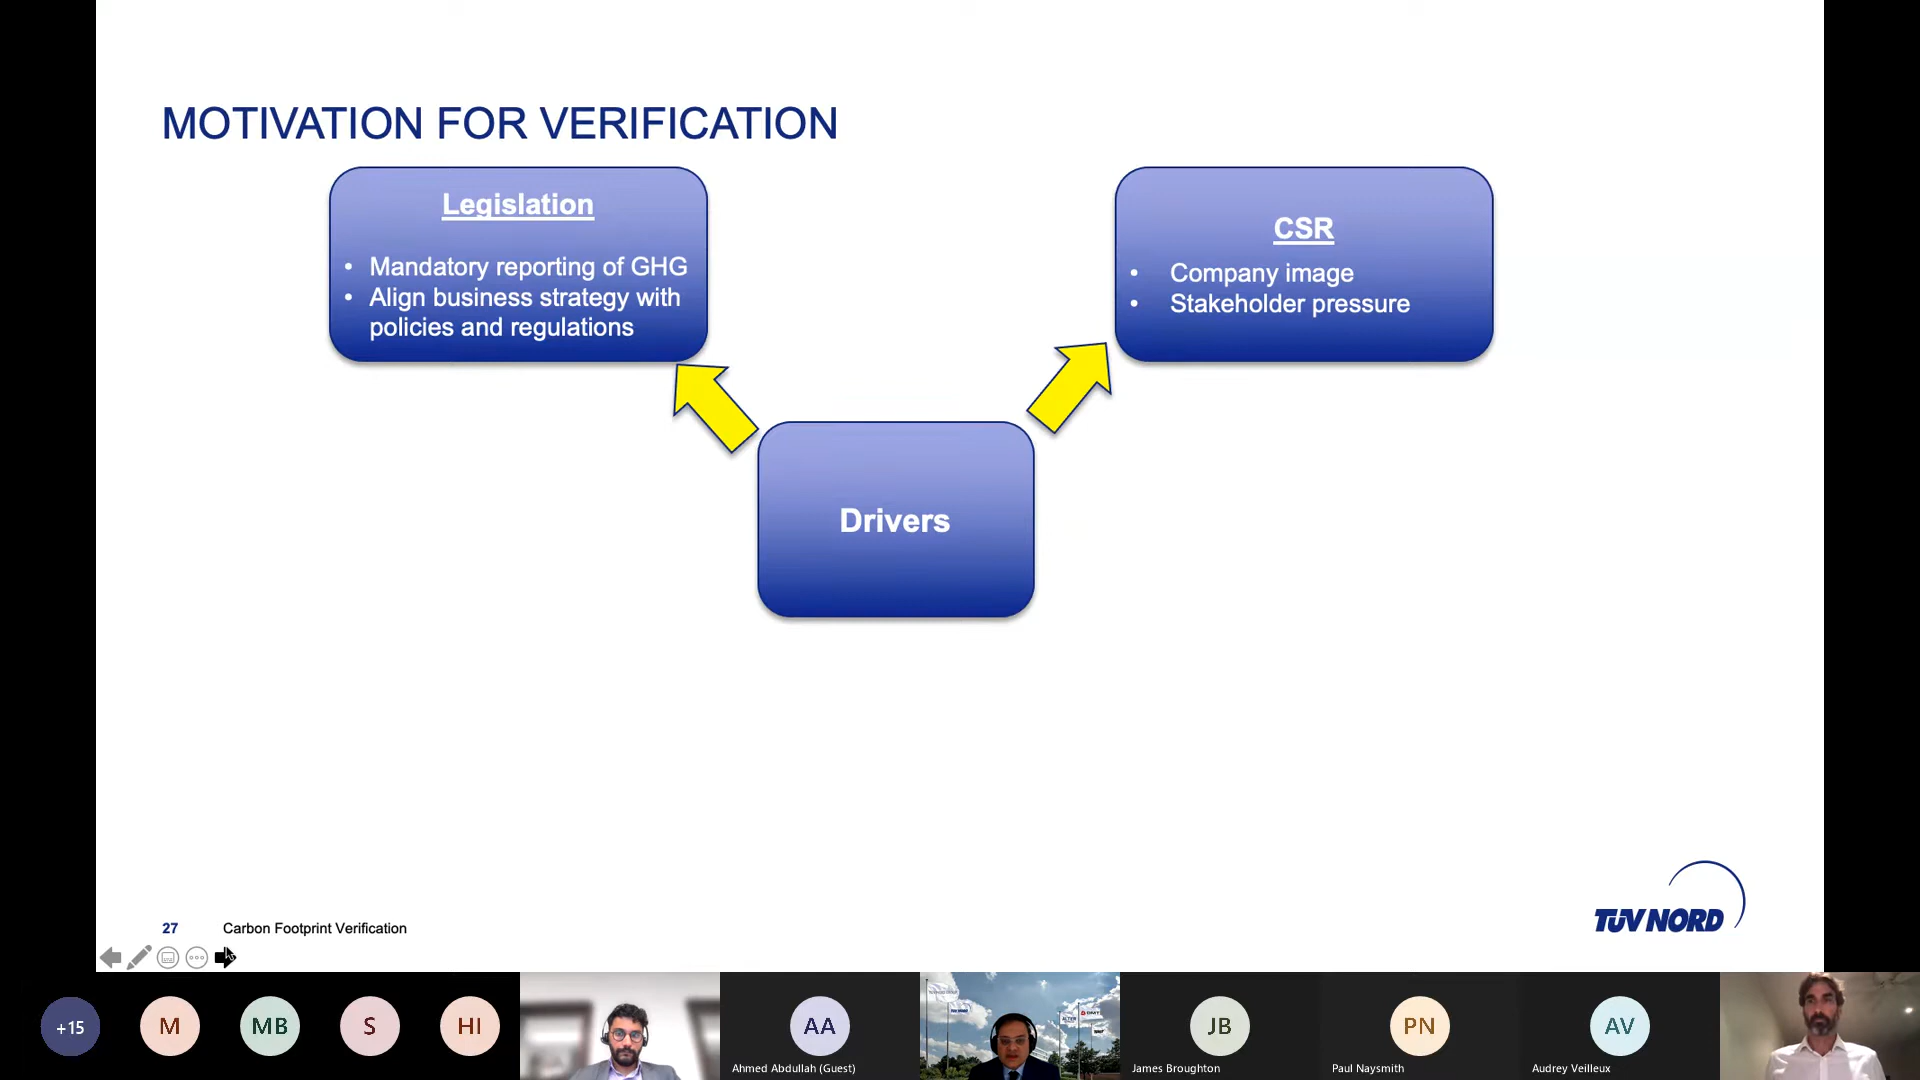 MOTIVATION FOR VERIFICATION
Legislation
• Mandatory reporting of GHG
• Align business strategy with
policies and regulations
CSR
• Company image
• Stakeholder pressure
Drivers
27 Carbon Footprint Verification
TÜV NORD
+15
M
MB
S
HI
AA
Ahmed Abdullah (Guest)
JB
James Broughton
PN
Paul Naysmith
AV
Audrey Veilleux